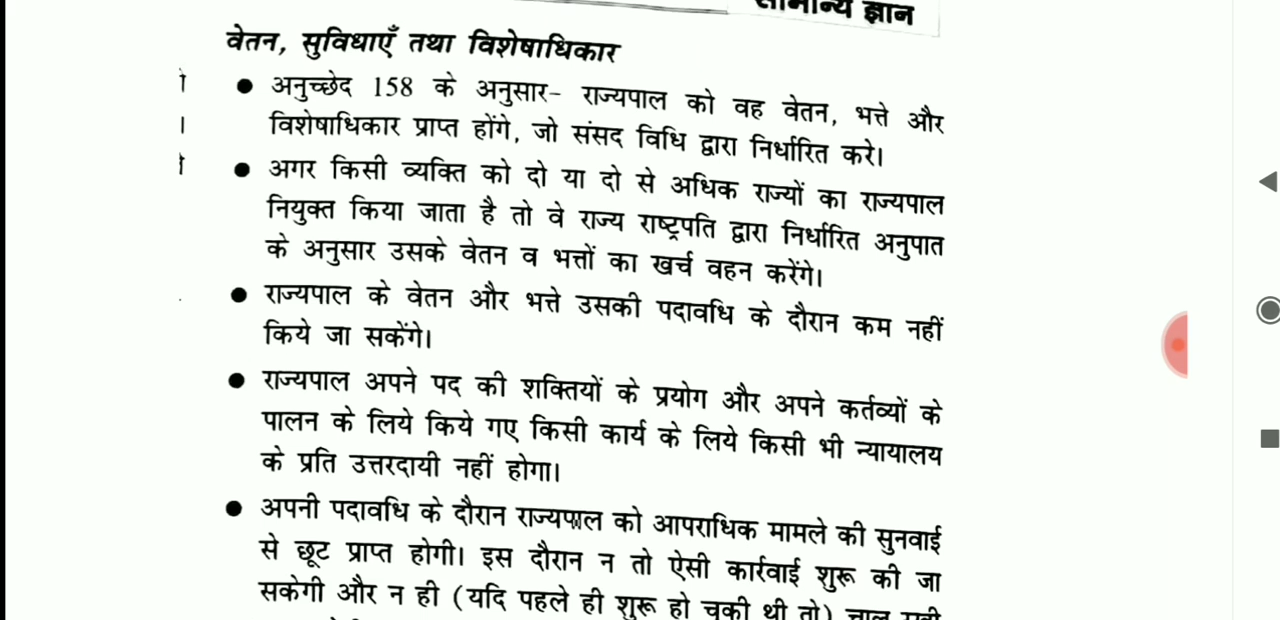 सामान्य ज्ञान
वेतन, सुविधाएँ तथा विशेषाधिकार
● अनुच्छेद 158 के अनुसार- राज्यपाल को वह वेतन, भत्ते और
विशेषाधिकार प्राप्त होंगे, जो संसद विधि द्वारा निर्धारित करे।
● अगर किसी व्यक्ति को दो या दो से अधिक राज्यों का राज्यपाल
नियुक्त किया जाता है तो वे राज्य राष्ट्रपति द्वारा निर्धारित अनुपात
के अनुसार उसके वेतन व भत्तों का खर्च वहन करेंगे।
● राज्यपाल के वेतन और भत्ते उसकी पदावधि के दौरान कम नहीं
किये जा सकेंगे।
● राज्यपाल अपने पद की शक्तियों के प्रयोग और अपने कर्तव्यों के
पालन के लिये किये गए किसी कार्य के लिये किसी भी न्यायालय
के प्रति उत्तरदायी नहीं होगा।
● अपनी पदावधि के दौरान राज्यपाल को आपराधिक मामले की सुनवाई
से छूट प्राप्त होगी। इस दौरान न तो ऐसी कार्रवाई शुरू की जा
सकेगी और न ही (यदि पहले ही शुरू हो चुकी थी तो)